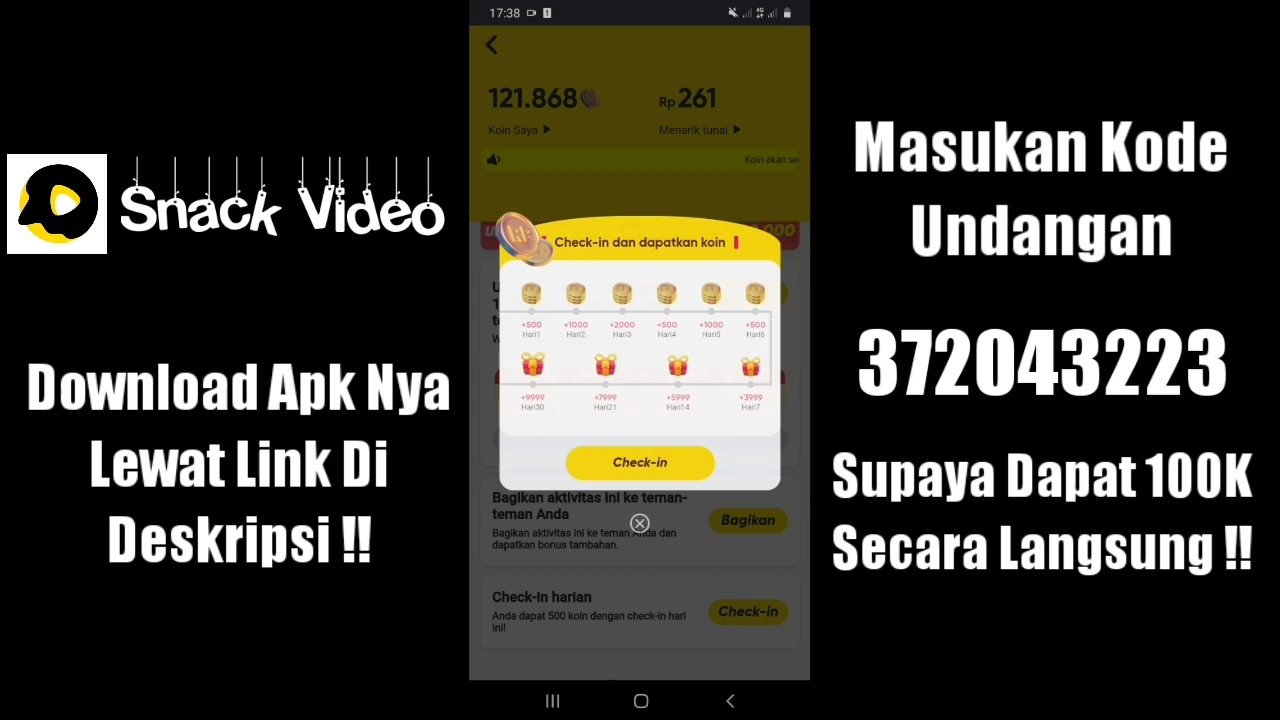 Snack Video
Download Apk Nya
Lewat Link Di
Deskripsi !!
17:38
4G
121.868
Rp 261
Koin Saya
Menarik tunai
Koin akan se
Check-in dan dapatkan koin
+500 +1000 +2000 +500 +1000 +500
Hari1 Hari2 Hari3 Hari4 Hari5 Hari6
+9999 +7999 +5999 +3999
Hari30 Hari21 Hari14 Hari7
Check-in
Bagikan aktivitas ini ke teman-
teman Anda
Bagikan aktivitas ini ke teman Anda dan
dapatkan bonus tambahan.
Bagikan
Check-in harian
Anda dapat 500 koin dengan check-in hari
ini!
Check-in
Masukan Kode
Undangan
372043223
Supaya Dapat 100K
Secara Langsung !!